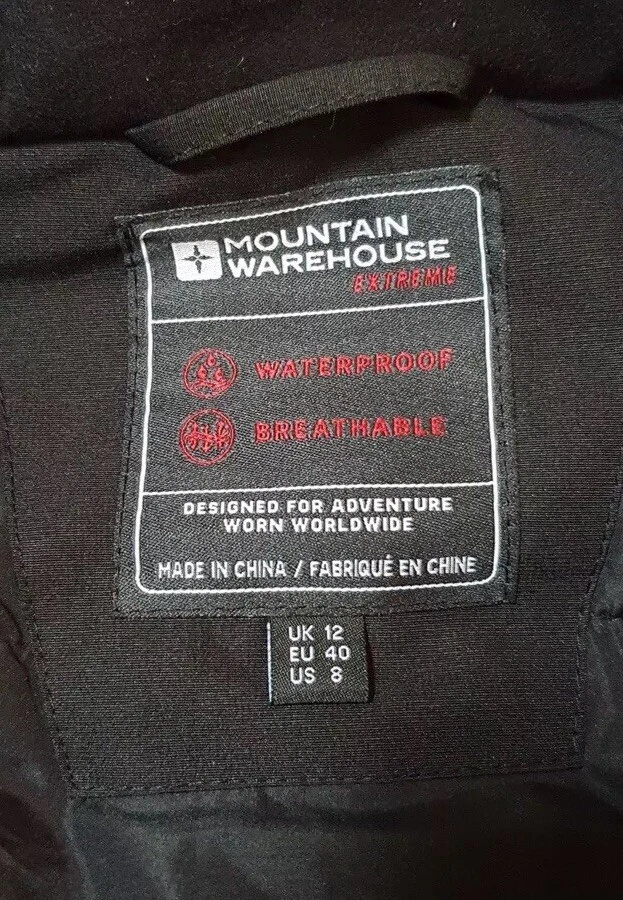 MOUNTAIN
WAREHOUSE
EXTREME
WATERPROOF
BREATHABLE
DESIGNED FOR ADVENTURE
WORN WORLDWIDE
MADE IN CHINA / FABRIQUÉ EN CHINE
UK 12
EU 40
US 8